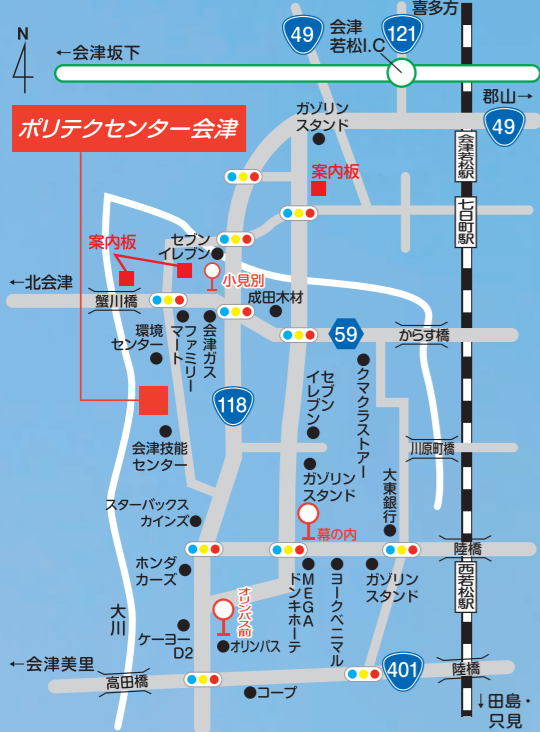 喜多方
N
←会津坂下
49
会津
若松I.C
121
郡山→
49
ポリテクセンター会津
ガソリン
スタンド
案内板
会津若松駅
七日町駅
案内板
セブン
イレブン
小見別
←北会津
蟹川橋
成田木材
環境
センター
ファミリー
マート
会津ガス
59
からす橋
セブン
イレブン
クマクラストアー
118
会津技能
センター
川原町橋
ガソリン
スタンド
大東銀行
スターバックス
カインズ
幕の内
陸橋
ホンダ
カーズ
オリンパス前
MEGA
ドンキホーテ
ヨークベニマル
ガソリン
スタンド
西若松駅
大川
ケーヨー
D2
オリンパス
←会津美里
高田橋
コープ
401
陸橋
↓田島・
只見